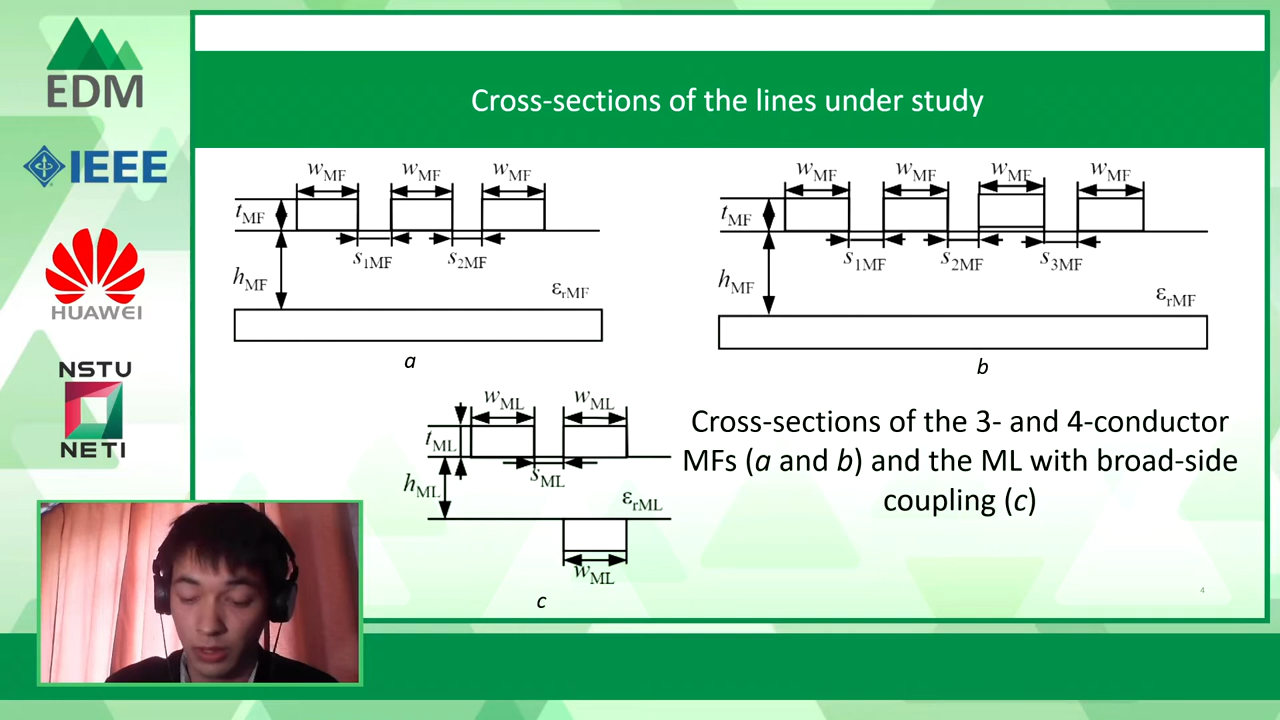 EDM
IEEE
HUAWEI
NSTU
NETI
Cross-sections of the lines under study
wMF wMF wMF
tMF
s1MF s2MF
hMF
εrMF
a
wMF wMF wMF wMF
tMF
s1MF s2MF s3MF
hMF
εrMF
b
wML wML
tML
sML
hML
εrML
wML
c
Cross-sections of the 3- and 4-conductor
MFs (a and b) and the ML with broad-side
coupling (c)
4